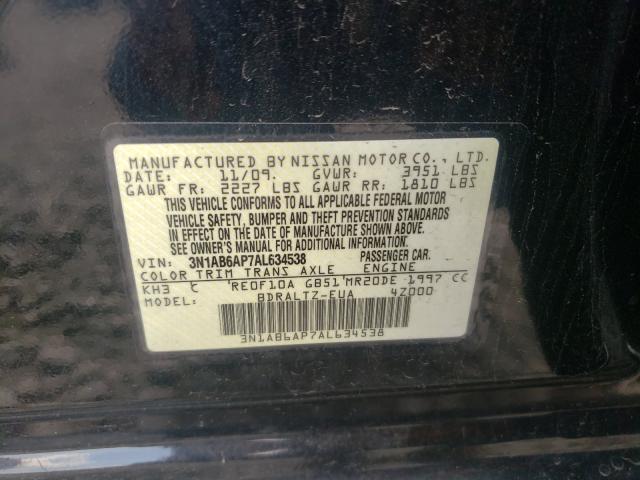 MANUFACTURED BY NISSAN MOTOR CO., LTD.
DATE: 11/09. GVWR: 3951 LBS
GAWR FR: 2227 LBS GAWR RR: 1810 LBS
THIS VEHICLE CONFORMS TO ALL APPLICABLE FEDERAL MOTOR
VEHICLE SAFETY, BUMPER AND THEFT PREVENTION STANDARDS
IN EFFECT ON THE DATE OF MANUFACTURE SHOWN ABOVE.
SEE OWNER'S MANUAL FOR ADDITIONAL INFORMATION.
VIN: 3N1AB6AP7AL634538 PASSENGER CAR.
COLOR TRIM TRANS AXLE ENGINE
KH3 C RE0F10A GB51 MR20DE 1997 CC
MODEL: BDRALTZ-EUA 4Z000
3N1AB6AP7AL634538